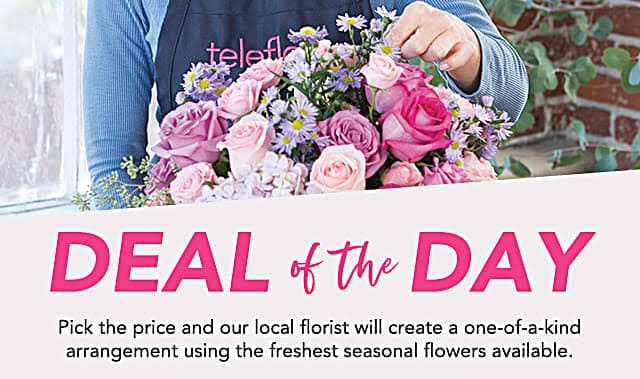 teleflo
DEAL of the DAY
Pick the price and our local florist will create a one-of-a-kind
arrangement using the freshest seasonal flowers available.